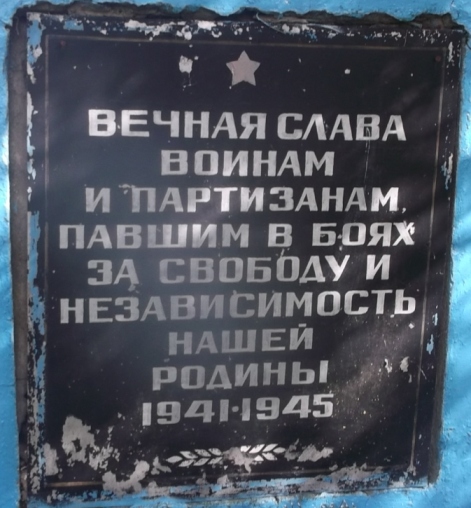 ВЕЧНАЯ СЛАВА
ВОИНАМ
И ПАРТИЗАНАМ,
ПАВШИМ В БОЯХ
ЗА СВОБОДУ И
НЕЗАВИСИМОСТЬ
НАШЕЙ
РОДИНЫ
1941·1945